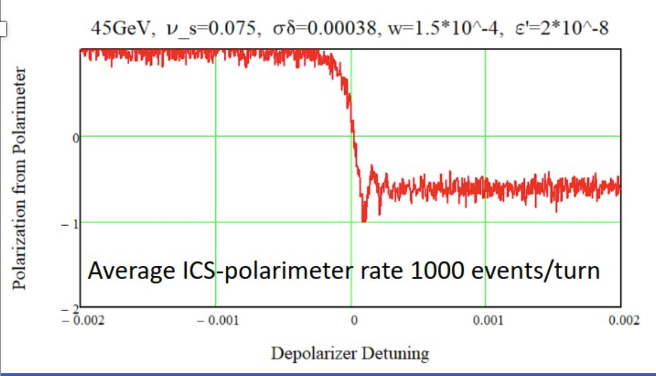 45GeV, ν_s=0.075, σδ=0.00038, w=1.5*10^-4, ε'=2*10^-8
Polarization from Polarimeter
0
−1
Average ICS-polarimeter rate 1000 events/turn
−2
−0.002
−0.001
0
0.001
0.002
Depolarizer Detuning